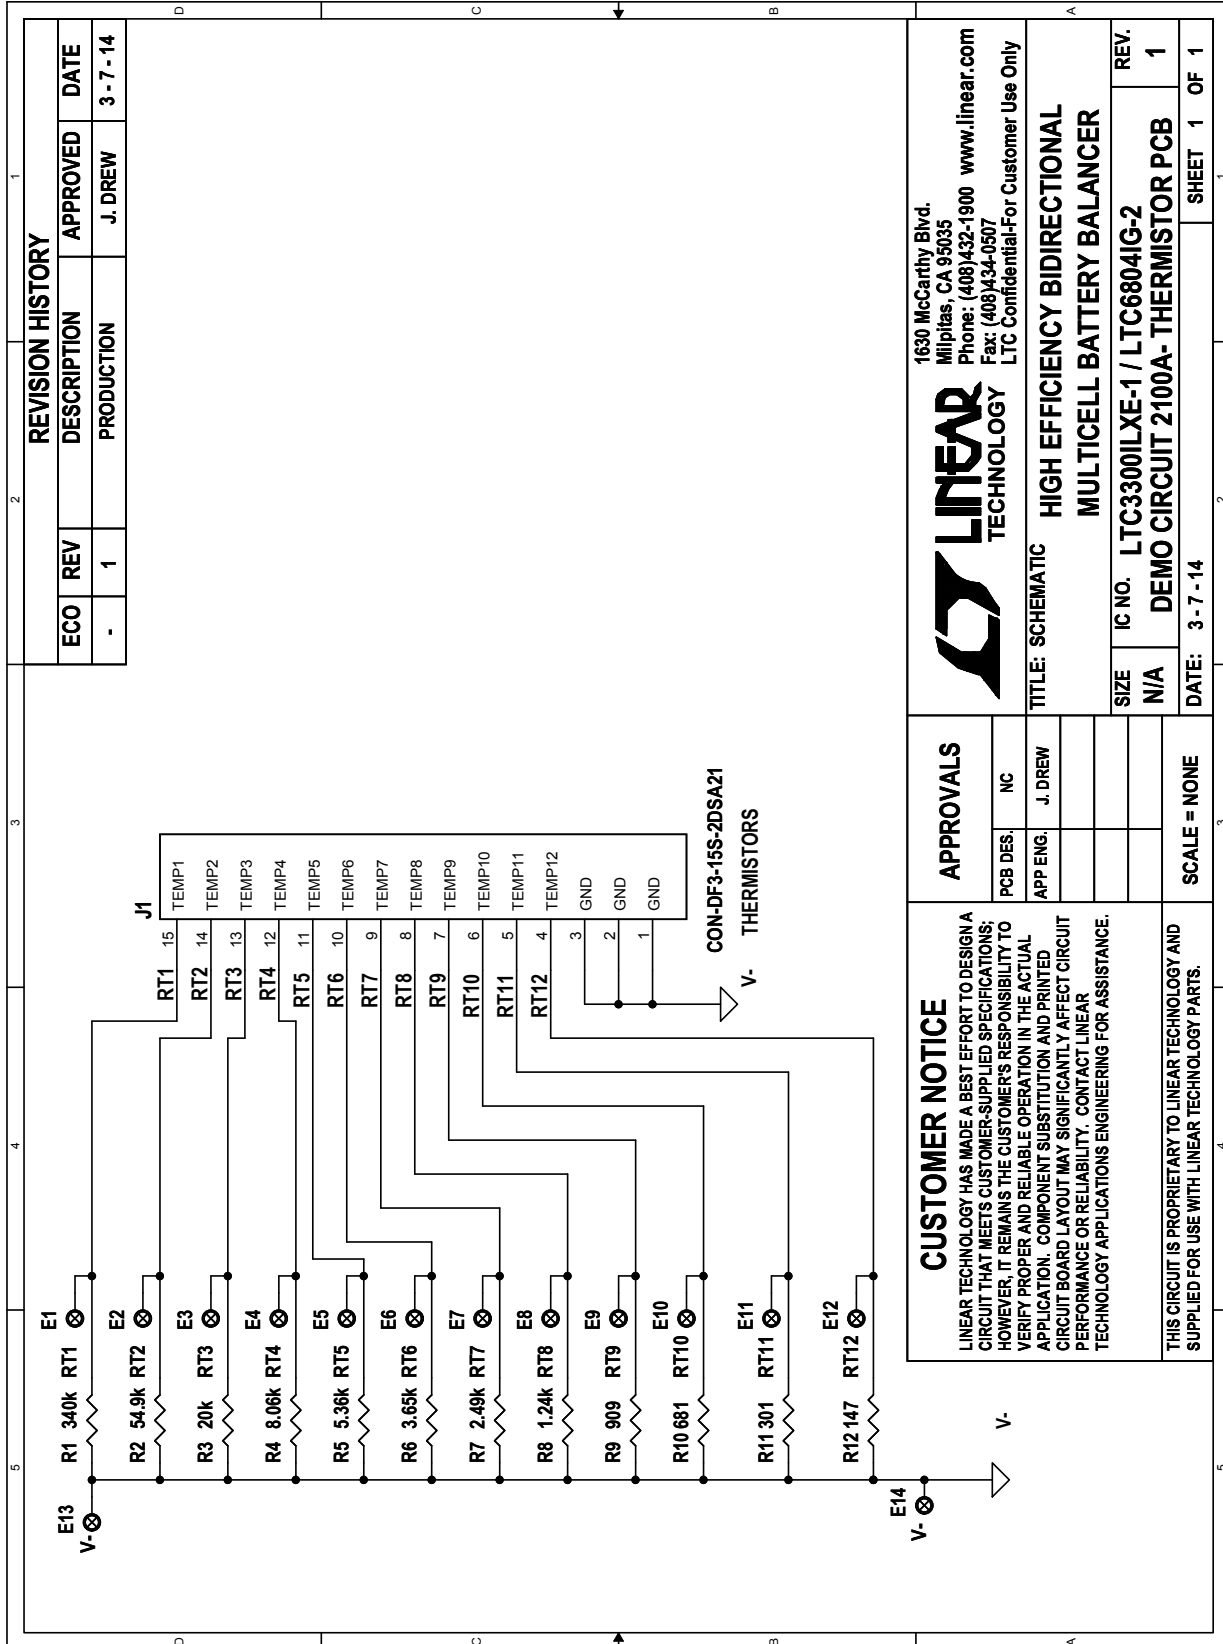 5
4
3
2
1
D
C
B
A
REVISION HISTORY
ECO REV DESCRIPTION APPROVED DATE
- 1 PRODUCTION J. DREW 3 - 7 - 14
E13
V-
R1 340k RT1
E1
R2 54.9k RT2
E2
R3 20k RT3
E3
R4 8.06k RT4
E4
R5 5.36k RT5
E5
R6 3.65k RT6
E6
R7 2.49k RT7
E7
R8 1.24k RT8
E8
R9 909 RT9
E9
R10 681 RT10
E10
R11 301 RT11
E11
R12 147 RT12
E12
E14
V-
V-
J1
RT1 15 TEMP1
RT2 14 TEMP2
RT3 13 TEMP3
RT4 12 TEMP4
RT5 11 TEMP5
RT6 10 TEMP6
RT7 9 TEMP7
RT8 8 TEMP8
RT9 7 TEMP9
RT10 6 TEMP10
RT11 5 TEMP11
RT12 4 TEMP12
3 GND
2 GND
1 GND
CON-DF3-15S-2DSA21
V-
THERMISTORS
CUSTOMER NOTICE
LINEAR TECHNOLOGY HAS MADE A BEST EFFORT TO DESIGN A
CIRCUIT THAT MEETS CUSTOMER-SUPPLIED SPECIFICATIONS;
HOWEVER, IT REMAINS THE CUSTOMER'S RESPONSIBILITY TO
VERIFY PROPER AND RELIABLE OPERATION IN THE ACTUAL
APPLICATION. COMPONENT SUBSTITUTION AND PRINTED
CIRCUIT BOARD LAYOUT MAY SIGNIFICANTLY AFFECT CIRCUIT
PERFORMANCE OR RELIABILITY. CONTACT LINEAR
TECHNOLOGY APPLICATIONS ENGINEERING FOR ASSISTANCE.
THIS CIRCUIT IS PROPRIETARY TO LINEAR TECHNOLOGY AND
SUPPLIED FOR USE WITH LINEAR TECHNOLOGY PARTS.
APPROVALS
PCB DES. NC
APP ENG. J. DREW
SCALE = NONE
LINEAR
TECHNOLOGY
1630 McCarthy Blvd.
Milpitas, CA 95035
Phone: (408)432-1900 www.linear.com
Fax: (408)434-0507
LTC Confidential-For Customer Use Only
TITLE: SCHEMATIC
HIGH EFFICIENCY BIDIRECTIONAL
MULTICELL BATTERY BALANCER
SIZE
N/A
IC NO. LTC3300ILXE-1 / LTC6804IG-2
DEMO CIRCUIT 2100A- THERMISTOR PCB
REV.
1
DATE: 3 - 7 - 14
SHEET 1 OF 1
5
4
3
2
1
D
C
B
A